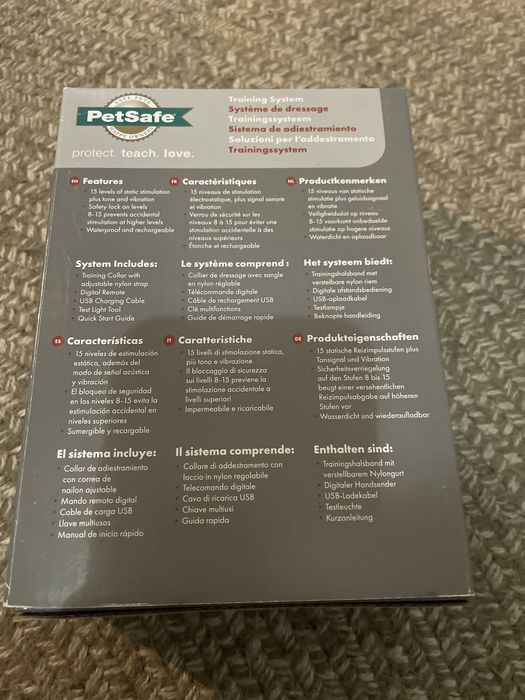 SAFE PETS
PetSafe®
HAPPY OWNERS
protect. teach. love.
Training System
Système de dressage
Trainingssysteem
Sistema de adiestramiento
Soluzioni per l'addestramento
Trainingssystem
EN Features
• 15 levels of static stimulation
plus tone and vibration
• Safety lock on levels
8–15 prevents accidental
stimulation at higher levels
• Waterproof and rechargeable
System Includes:
• Training Collar with
adjustable nylon strap
• Digital Remote
• USB Charging Cable
• Test Light Tool
• Quick Start Guide
FR Caractéristiques
• 15 niveaux de stimulation
électrostatique, plus signal sonore
et vibration
• Verrou de sécurité sur les
niveaux 8 à 15 pour éviter une
stimulation accidentelle à des
niveaux supérieurs
• Étanche et rechargeable
Le système comprend :
• Collier de dressage avec sangle
en nylon réglable
• Télécommande digitale
• Câble de rechargement USB
• Clé multifonctions
• Guide de démarrage rapide
NL Productkenmerken
• 15 niveaus van statische
stimulatie plus geluidssignaal
en vibratie
• Veiligheidsslot op niveau
8–15 voorkomt onbedoelde
stimulatie op hogere niveaus
• Waterdicht en oplaadbaar
Het systeem biedt:
• Trainingshalsband met
verstelbare nylon riem
• Digitale afstandsbediening
• USB-oplaadkabel
• Testlampje
• Beknopte handleiding
ES Características
• 15 niveles de estimulación
estática, además del
modo de señal acústica
y vibración
• El bloqueo de seguridad
en los niveles 8-15 evita la
estimulación accidental en
niveles superiores
• Sumergible y recargable
El sistema incluye:
• Collar de adiestramiento
con correa de
nailon ajustable
• Mando remoto digital
• Cable de carga USB
• Llave multiusos
• Manual de inicio rápido
IT Caratteristiche
• 15 livelli di stimolazione statica,
più tono e vibrazione
• Il bloccaggio di sicurezza
sui livelli 8-15 previene la
stimolazione accidentale a
livelli superiori
• Impermeabile e ricaricabile
Il sistema comprende:
• Collare di addestramento con
laccio in nylon regolabile
• Telecomando digitale
• Cavo di ricarica USB
• Chiave multiusi
• Guida rapida
DE Produkteigenschaften
• 15 statische Reizimpulsstufen plus
Tonsignal und Vibration
• Sicherheitsverriegelung
auf den Stufen 8 bis 15
beugt einer versehentlichen
Reizimpulsabgabe auf höheren
Stufen vor
• Wasserdicht und wiederaufladbar
Enthalten sind:
• Trainingshalsband mit
verstellbarem Nylongurt
• Digitaler Handsender
• USB-Ladekabel
• Testleuchte
• Kurzanleitung